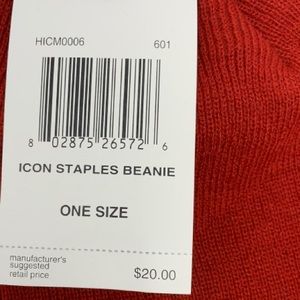 HICM0006 601
8 02875 26572 6
ICON STAPLES BEANIE
ONE SIZE
manufacturer's
suggested
retail price $20.00